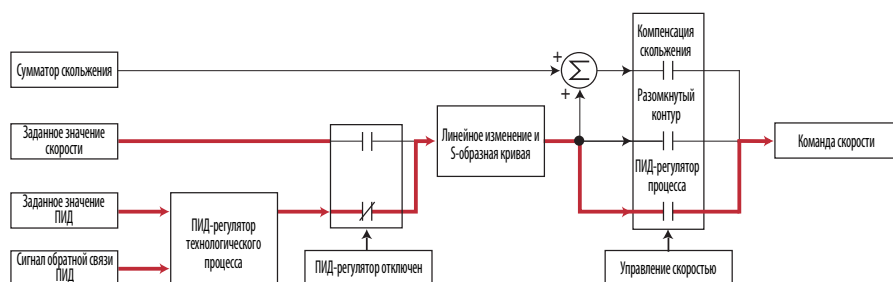 Сумматор скольжения
Заданное значение
скорости
Заданное значение
ПИД
Сигнал обратной связи
ПИД
ПИД-регулятор
технологического
процесса
ПИД-регулятор отключен
Линейное изменение и
S-образная кривая
+
Σ
+
Компенсация
скольжения
Разомкнутый
контур
ПИД-регулятор
процесса
Управление скоростью
Команда скорости